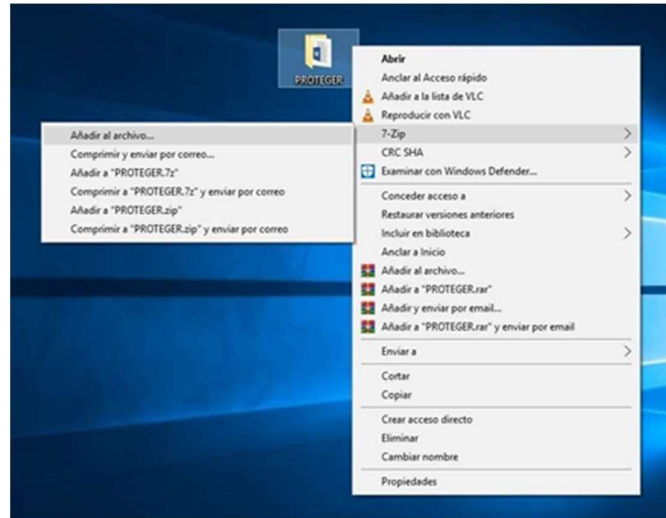 PROTEGER
Abrir
Anclar al Acceso rápido
Añadir a la lista de VLC
Reproducir con VLC
7-Zip
CRC SHA
Examinar con Windows Defender...
Conceder acceso a
Restaurar versiones anteriores
Incluir en biblioteca
Anclar a Inicio
Añadir al archivo...
Añadir a "PROTEGER.rar"
Añadir y enviar por email...
Añadir a "PROTEGER.rar" y enviar por email
Enviar a
Cortar
Copiar
Crear acceso directo
Eliminar
Cambiar nombre
Propiedades
Añadir al archivo...
Comprimir y enviar por correo...
Añadir a "PROTEGER.7z"
Comprimir a "PROTEGER.7z" y enviar por correo
Añadir a "PROTEGER.zip"
Comprimir a "PROTEGER.zip" y enviar por correo